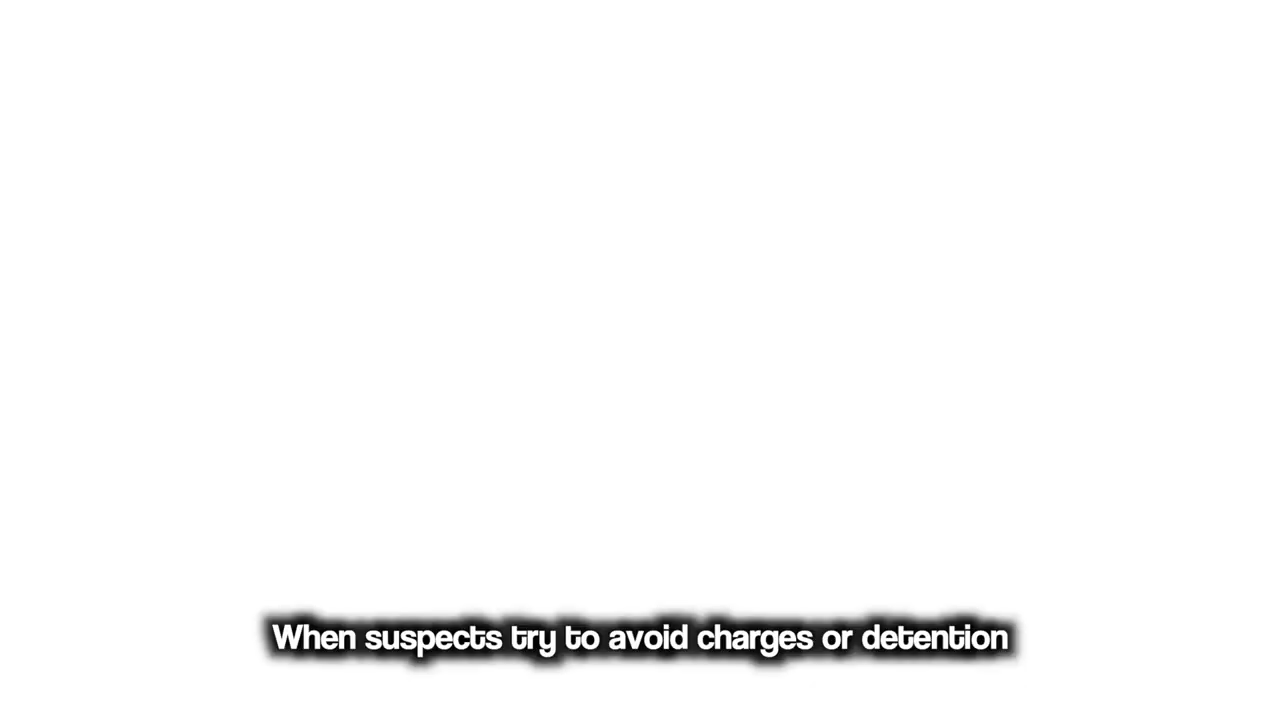 When suspects try to avoid charges or detention